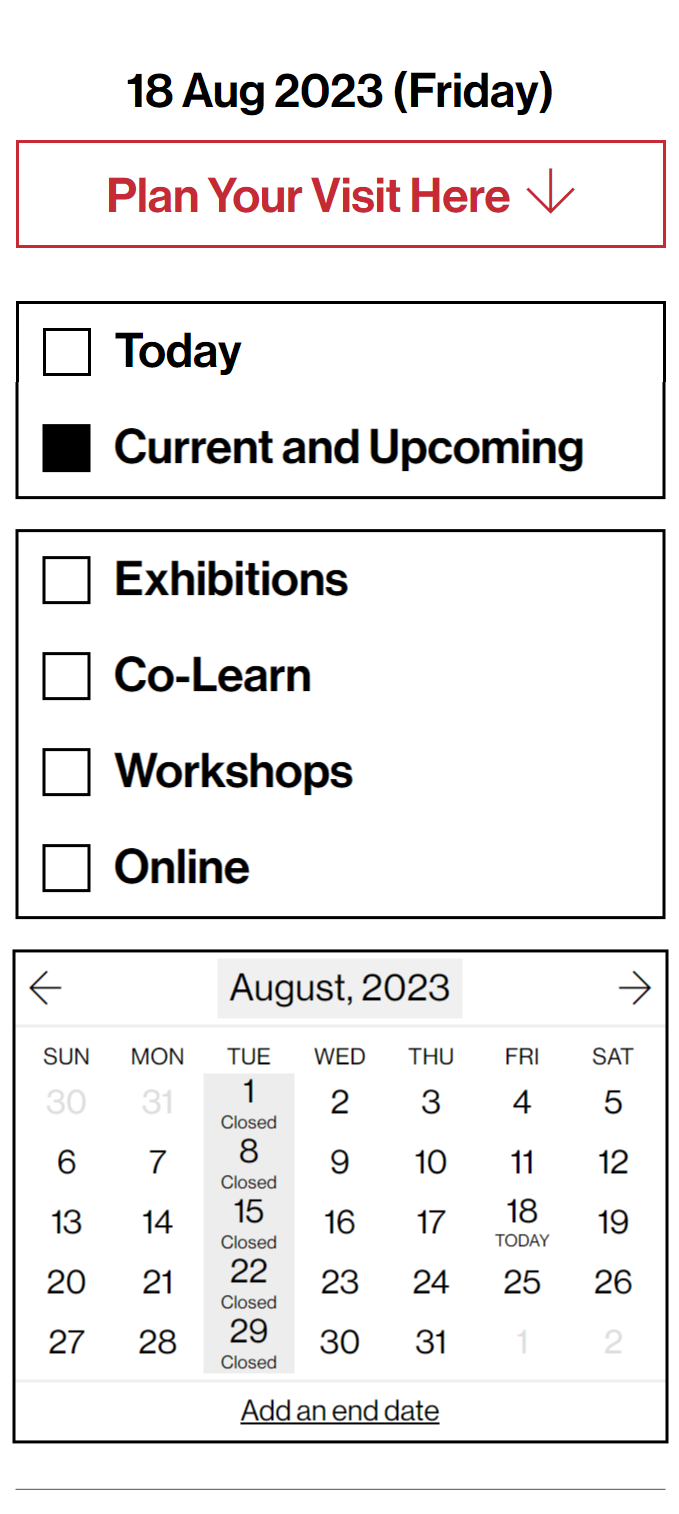 18 Aug 2023 (Friday)
Plan Your Visit Here
Today
Current and Upcoming
Exhibitions
Co-Learn
Workshops
Online
August, 2023
SUN MON TUE WED THU FRI SAT
30 31 1 2 3 4 5
Closed
6 7 8 9 10 11 12
Closed
13 14 15 16 17 18 19
Closed TODAY
20 21 22 23 24 25 26
Closed
27 28 29 30 31 1 2
Closed
Add an end date